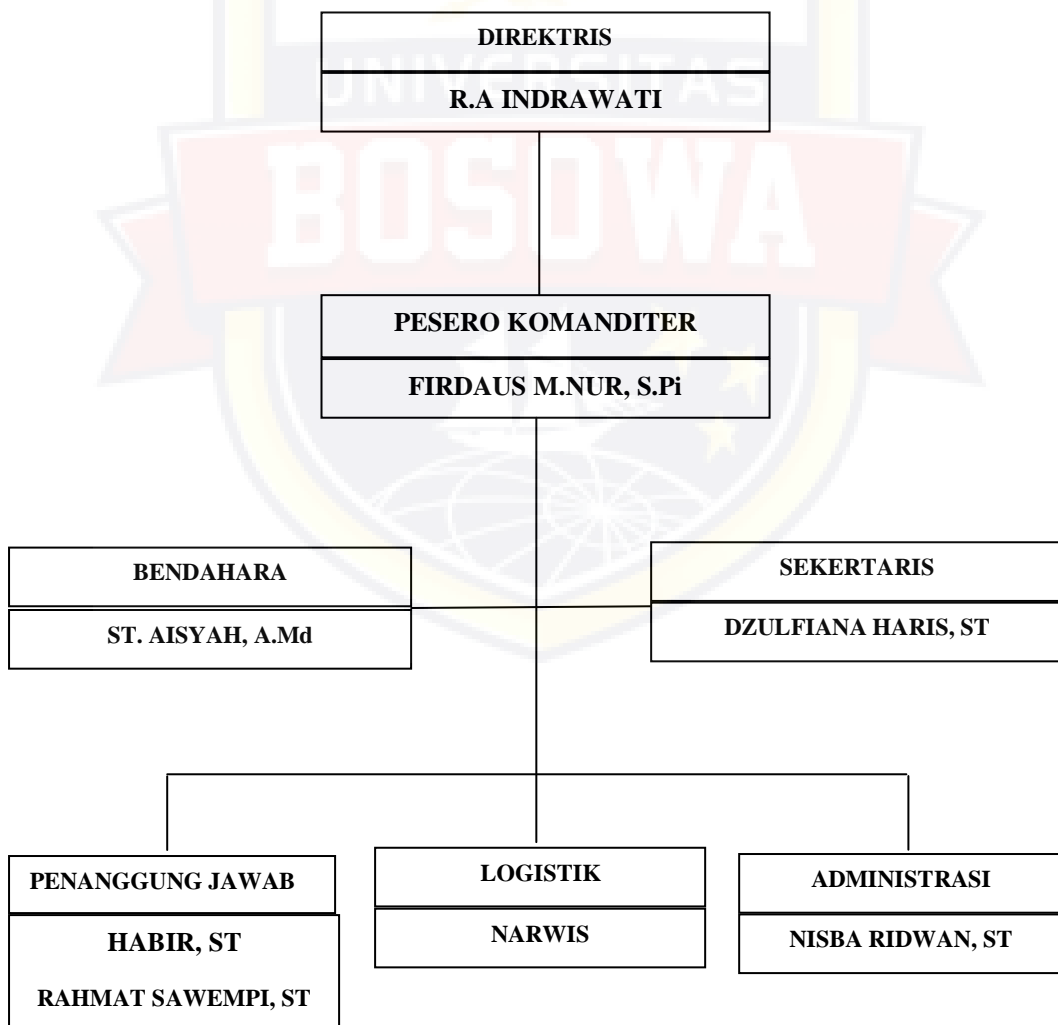 DIREKTRIS
UNIVERSITAS
R.A INDRAWATI
BOSOWA
PESERO KOMANDITER
FIRDAUS M.NUR, S.Pi
BENDAHARA
ST. AISYAH, A.Md
SEKERTARIS
DZULFIANA HARIS, ST
PENANGGUNG JAWAB
HABIR, ST
RAHMAT SAWEMPI, ST
LOGISTIK
NARWIS
ADMINISTRASI
NISBA RIDWAN, ST